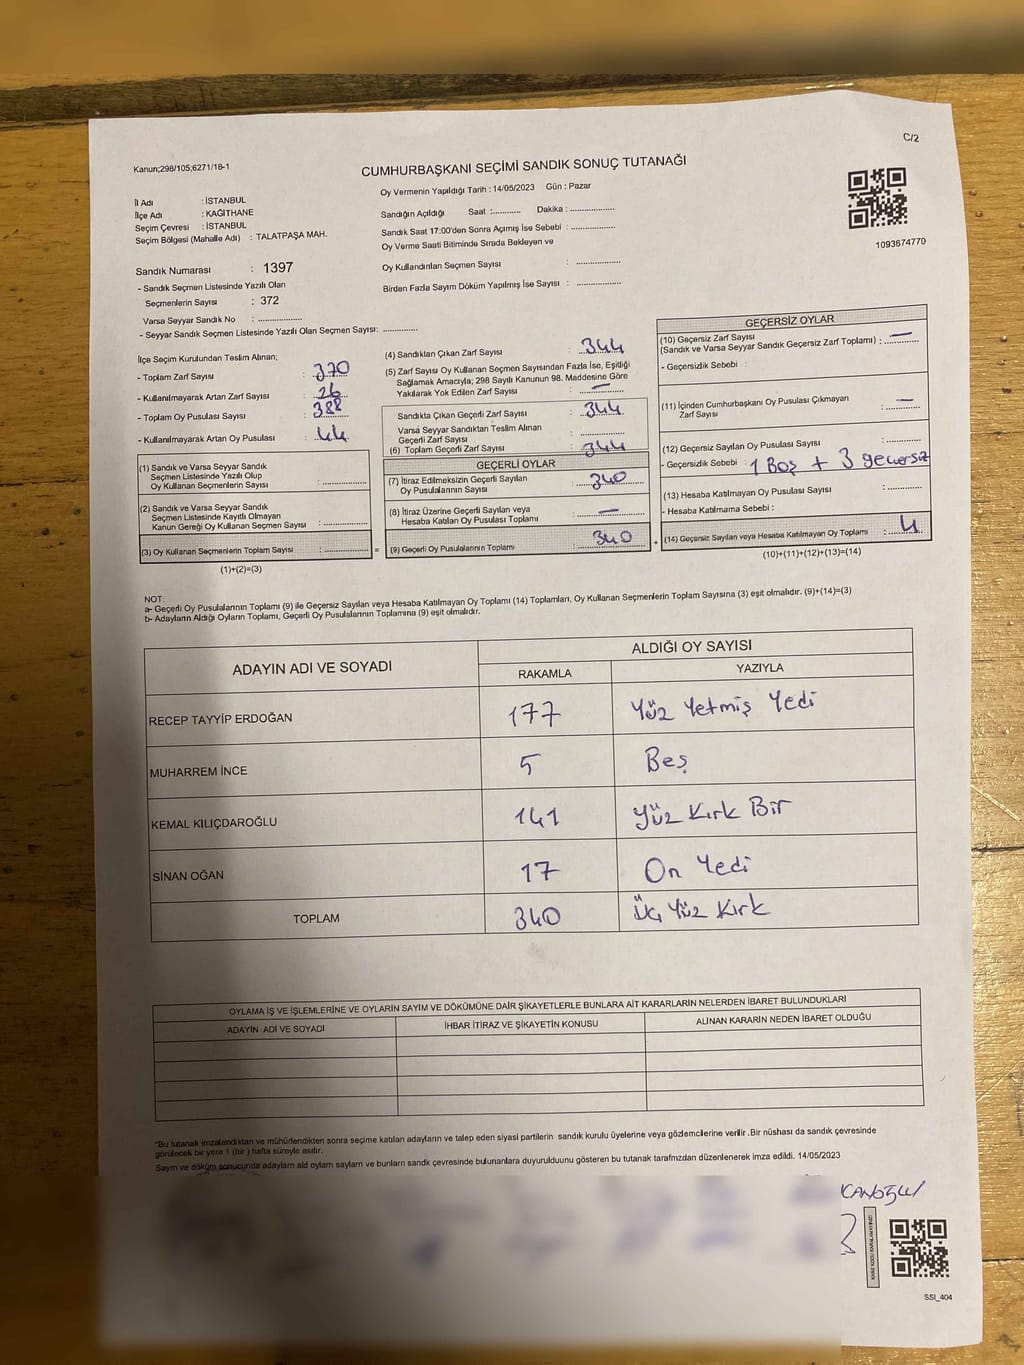 C/2
Kanun;298/105;6271/18-1
CUMHURBAŞKANI SEÇİMİ SANDIK SONUÇ TUTANAĞI
Oy Vermenin Yapıldığı Tarih : 14/05/2023 Gün : Pazar
İl Adı : İSTANBUL
İlçe Adı : KAĞITHANE
Seçim Çevresi : İSTANBUL
Seçim Bölgesi (Mahalle Adı) : TALATPAŞA MAH.
Sandığın Açıldığı Saat :............ Dakika : ................
Sandık Saat 17:00'den Sonra Açımış İse Sebebi : ................
Oy Verme Saati Bitiminde Sırada Bekleyen ve
Oy Kullandırılan Seçmen Sayısı : ................
Birden Fazla Sayım Döküm Yapılmış İse Sayısı : ................
1093674770
Sandık Numarası : 1397
- Sandık Seçmen Listesinde Yazılı Olan
Seçmenlerin Sayısı : 372
Varsa Seyyar Sandık No : ................
- Seyyar Sandık Seçmen Listesinde Yazılı Olan Seçmen Sayısı: ............
İlçe Seçim Kurulundan Teslim Alınan;
- Toplam Zarf Sayısı : 370
- Kullanılmayarak Artan Zarf Sayısı : 26
- Toplam Oy Pusulası Sayısı : 388
- Kullanılmayarak Artan Oy Pusulası : 44
(1) Sandık ve Varsa Seyyar Sandık
Seçmen Listesinde Yazılı Olup
Oy Kullanan Seçmenlerin Sayısı : ............
(2) Sandık ve Varsa Seyyar Sandık
Seçmen Listesinde Kayıtlı Olmayan
Kanun Gereği Oy Kullanan Seçmen Sayısı : ............
(3) Oy Kullanan Seçmenlerin Toplam Sayısı : ............ =
(1)+(2)=(3)
(4) Sandıktan Çıkan Zarf Sayısı : 344
(5) Zarf Sayısı Oy Kullanan Seçmen Sayısından Fazla İse, Eşitliği
Sağlamak Amacıyla; 298 Sayılı Kanunun 98. Maddesine Göre
Yakılarak Yok Edilen Zarf Sayısı : —
Sandıkta Çıkan Geçerli Zarf Sayısı : 344
Varsa Seyyar Sandıktan Teslim Alınan
Geçerli Zarf Sayısı : ............
(6) Toplam Geçerli Zarf Sayısı : 344
GEÇERLİ OYLAR
(7) İtiraz Edilmeksizin Geçerli Sayılan
Oy Pusulalarının Sayısı : 340
(8) İtiraz Üzerine Geçerli Sayılan veya
Hesaba Katılan Oy Pusulası Toplamı : —
(9) Geçerli Oy Pusulalarının Toplamı : 340 +
GEÇERSİZ OYLAR
(10) Geçersiz Zarf Sayısı
(Sandık ve Varsa Seyyar Sandık Geçersiz Zarf Toplamı) : —
- Geçersizlik Sebebi :
(11) İçinden Cumhurbaşkanı Oy Pusulası Çıkmayan
Zarf Sayısı : —
(12) Geçersiz Sayılan Oy Pusulası Sayısı : ............
- Geçersizlik Sebebi : 1 Boş + 3 geçersiz
(13) Hesaba Katılmayan Oy Pusulası Sayısı : ............
- Hesaba Katılmama Sebebi :
(14) Geçersiz Sayılan veya Hesaba Katılmayan Oy Toplamı : 4
(10)+(11)+(12)+(13)=(14)
NOT:
a- Geçerli Oy Pusulalarının Toplamı (9) ile Geçersiz Sayılan veya Hesaba Katılmayan Oy Toplamı (14) Toplamları, Oy Kullanan Seçmenlerin Toplam Sayısına (3) eşit olmalıdır. (9)+(14)=(3)
b- Adayların Aldığı Oyların Toplamı, Geçerli Oy Pusulalarının Toplamına (9) eşit olmalıdır.
ADAYIN ADI VE SOYADI
ALDIĞI OY SAYISI
RAKAMLA YAZIYLA
RECEP TAYYİP ERDOĞAN 177 Yüz Yetmiş Yedi
MUHARREM İNCE 5 Beş
KEMAL KILIÇDAROĞLU 141 Yüz Kırk Bir
SİNAN OĞAN 17 On Yedi
TOPLAM 340 Üç Yüz Kırk
OYLAMA İŞ VE İŞLEMLERİNE VE OYLARIN SAYIM VE DÖKÜMÜNE DAİR ŞİKAYETLERLE BUNLARA AİT KARARLARIN NELERDEN İBARET BULUNDUKLARI
ADAYIN ADI VE SOYADI İHBAR İTİRAZ VE ŞİKAYETİN KONUSU ALINAN KARARIN NEDEN İBARET OLDUĞU
*Bu tutanak imzalandıktan ve mühürlendikten sonra seçime katılan adayların ve talep eden siyasi partilerin sandık kurulu üyelerine veya gözlemcilerine verilir .Bir nüshası da sandık çevresinde
görülecek bir yere 1 (bir ) hafta süreyle asılır.
Sayım ve döküm sonucunda adayların ald oyların sayların ve bunların sandk çevresinde bulunanlara duyurulduunu gösteren bu tutanak tarafmzdan düzenlenerek imza edildi. 14/05/2023
SSI_404